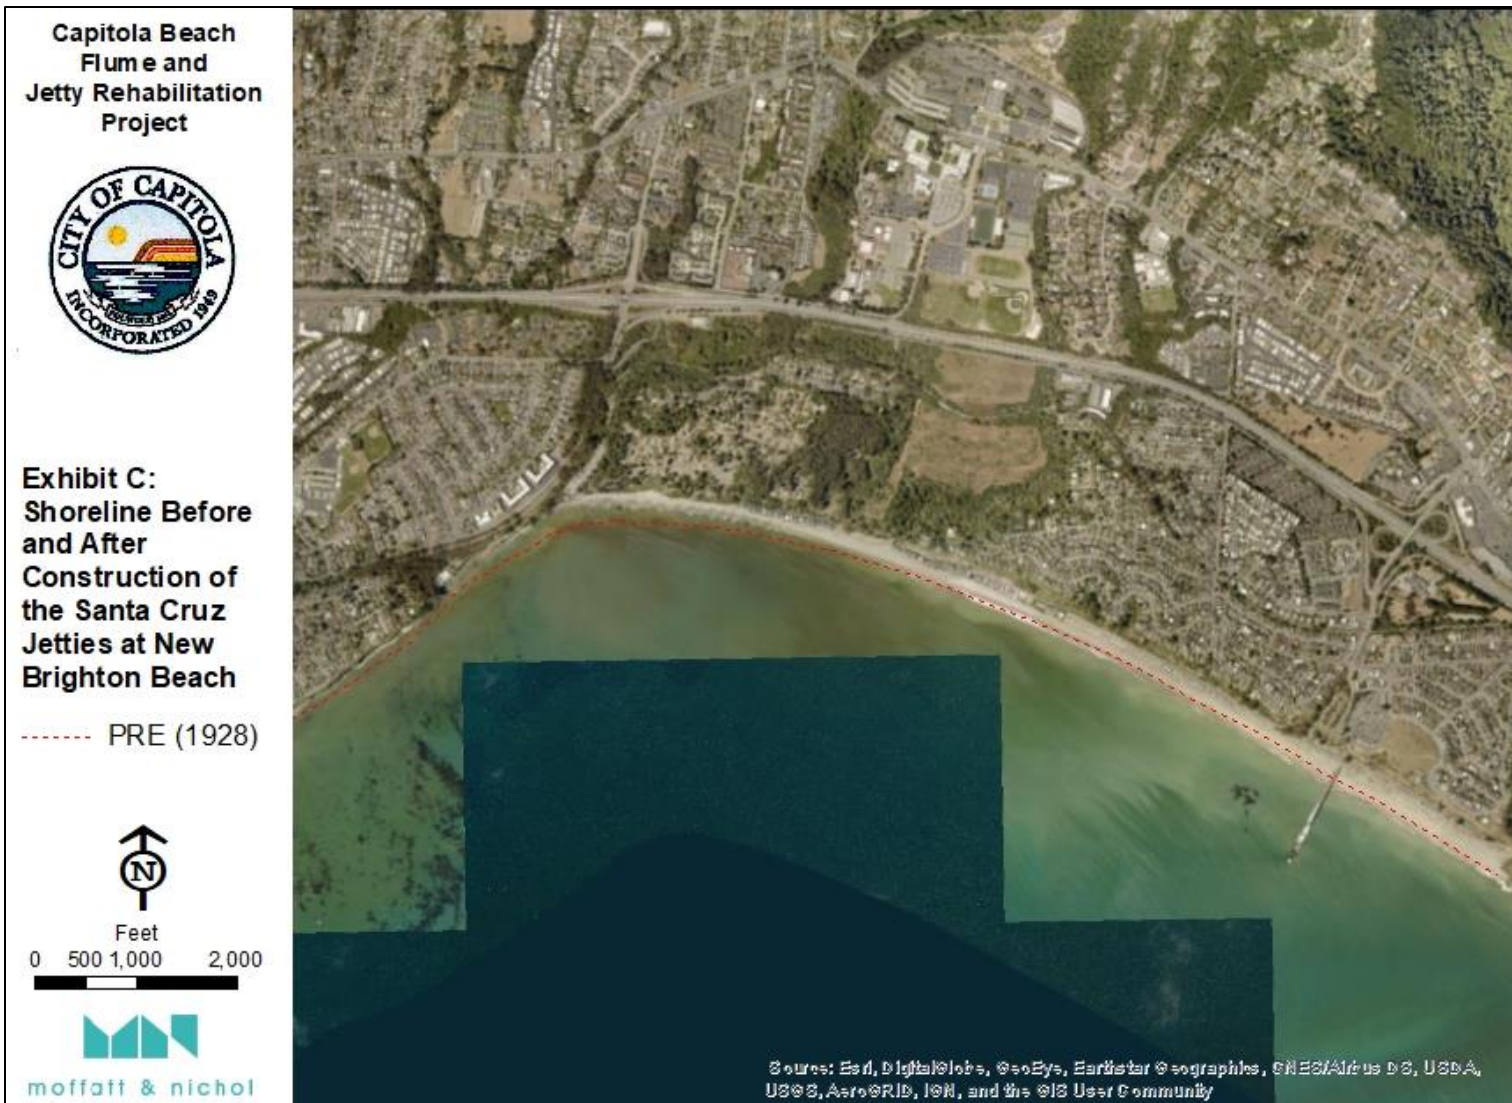 Capitola Beach
Flume and
Jetty Rehabilitation
Project
CITY OF CAPITOLA
INCORPORATED 1949
Exhibit C:
Shoreline Before
and After
Construction of
the Santa Cruz
Jetties at New
Brighton Beach
PRE (1928)
N
Feet
0 500 1,000 2,000
moffatt & nichol
Source: Esri, DigitalGlobe, GeoEye, Earthstar Geographics, CNES/Airbus DS, USDA,
USGS, AeroGRID, IGN, and the GIS User Community